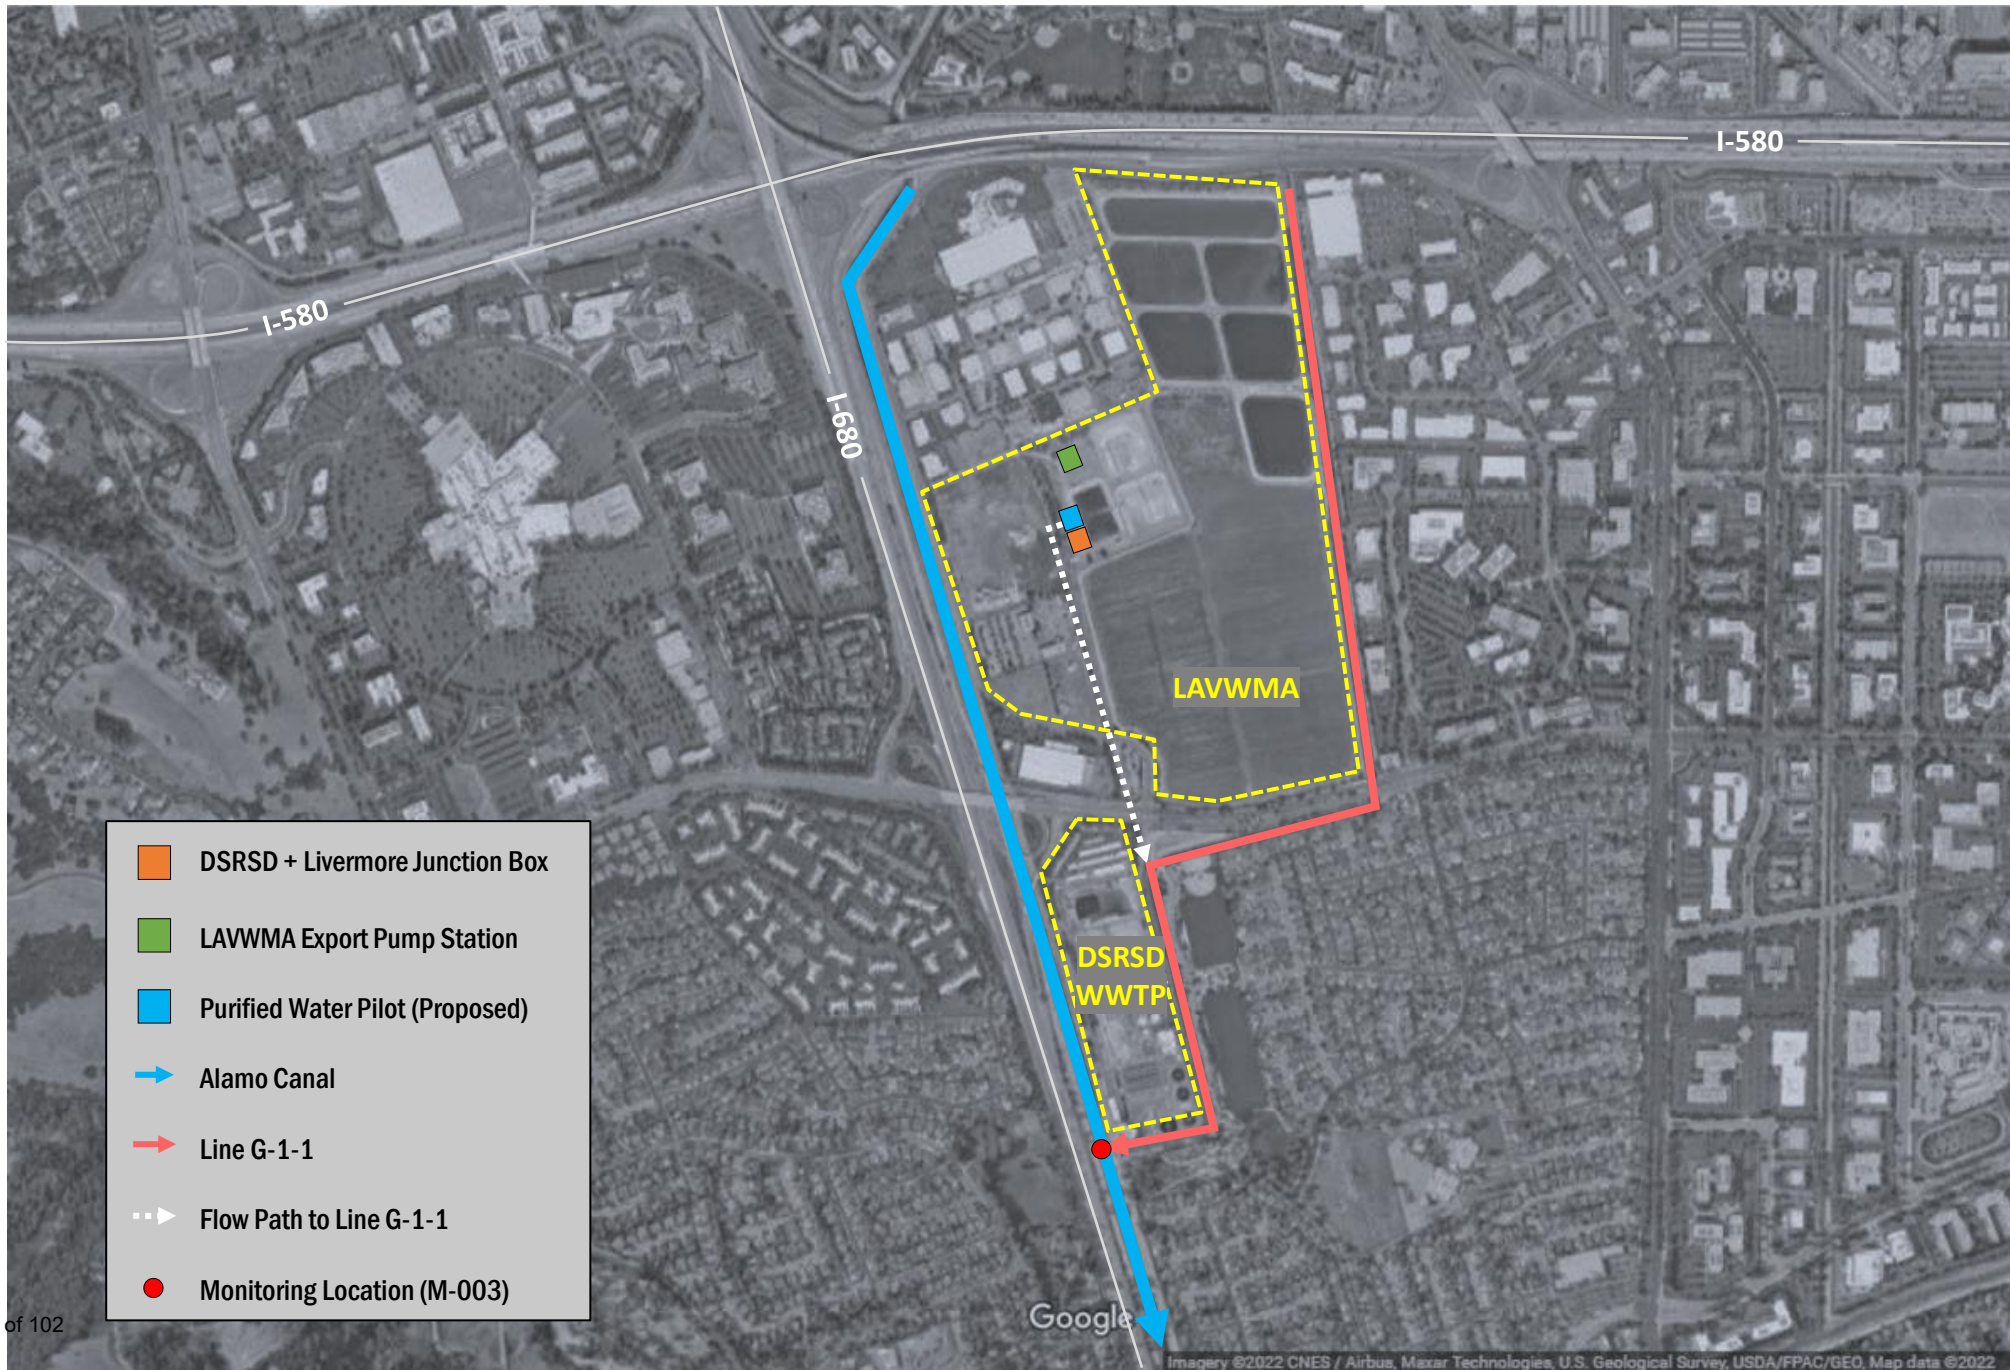 I-580
I-580
I-680
LAVWMA
DSRSD
WWTP
DSRSD + Livermore Junction Box
LAVWMA Export Pump Station
Purified Water Pilot (Proposed)
Alamo Canal
Line G-1-1
Flow Path to Line G-1-1
Monitoring Location (M-003)
of 102
Google
Imagery ©2022 CNES / Airbus, Maxar Technologies, U.S. Geological Survey, USDA/FPAC/GEO, Map data ©2022